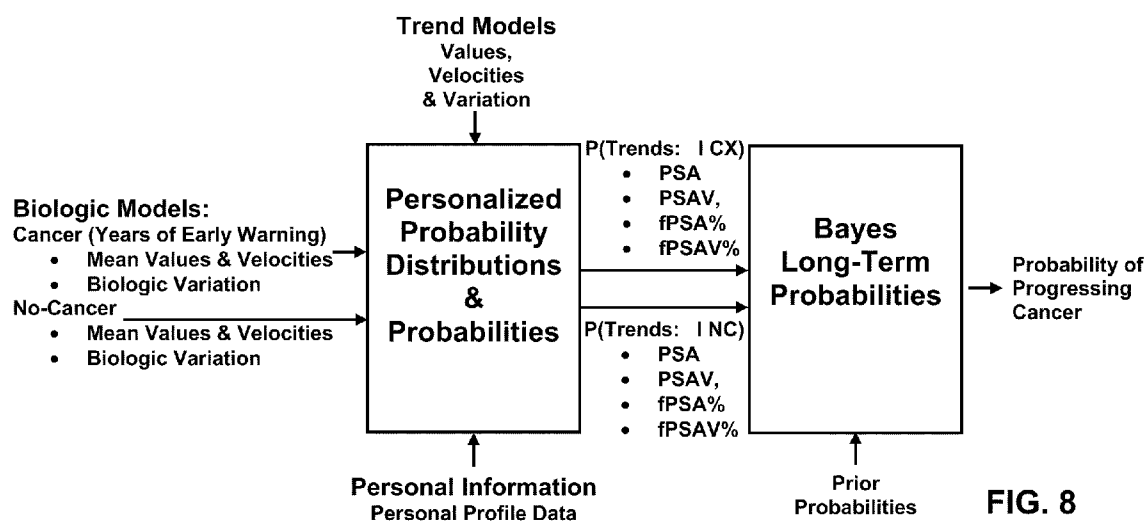 Trend Models
Values,
Velocities
& Variation
Biologic Models:
Cancer (Years of Early Warning)
• Mean Values & Velocities
• Biologic Variation
No-Cancer
• Mean Values & Velocities
• Biologic Variation
Personalized
Probability
Distributions
&
Probabilities
Personal Information
Personal Profile Data
P(Trends: I CX)
• PSA
• PSAV,
• fPSA%
• fPSAV%
P(Trends: I NC)
• PSA
• PSAV,
• fPSA%
• fPSAV%
Bayes
Long-Term
Probabilities
Prior
Probabilities
Probability of
Progressing
Cancer
FIG. 8